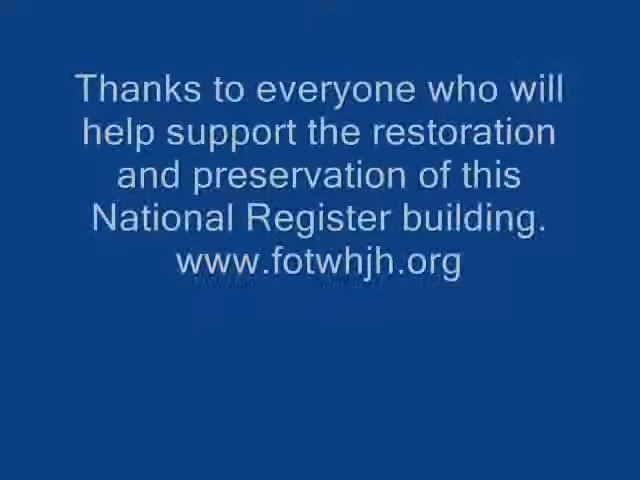 Thanks to everyone who will
help support the restoration
and preservation of this
National Register building.
www.fotwhjh.org